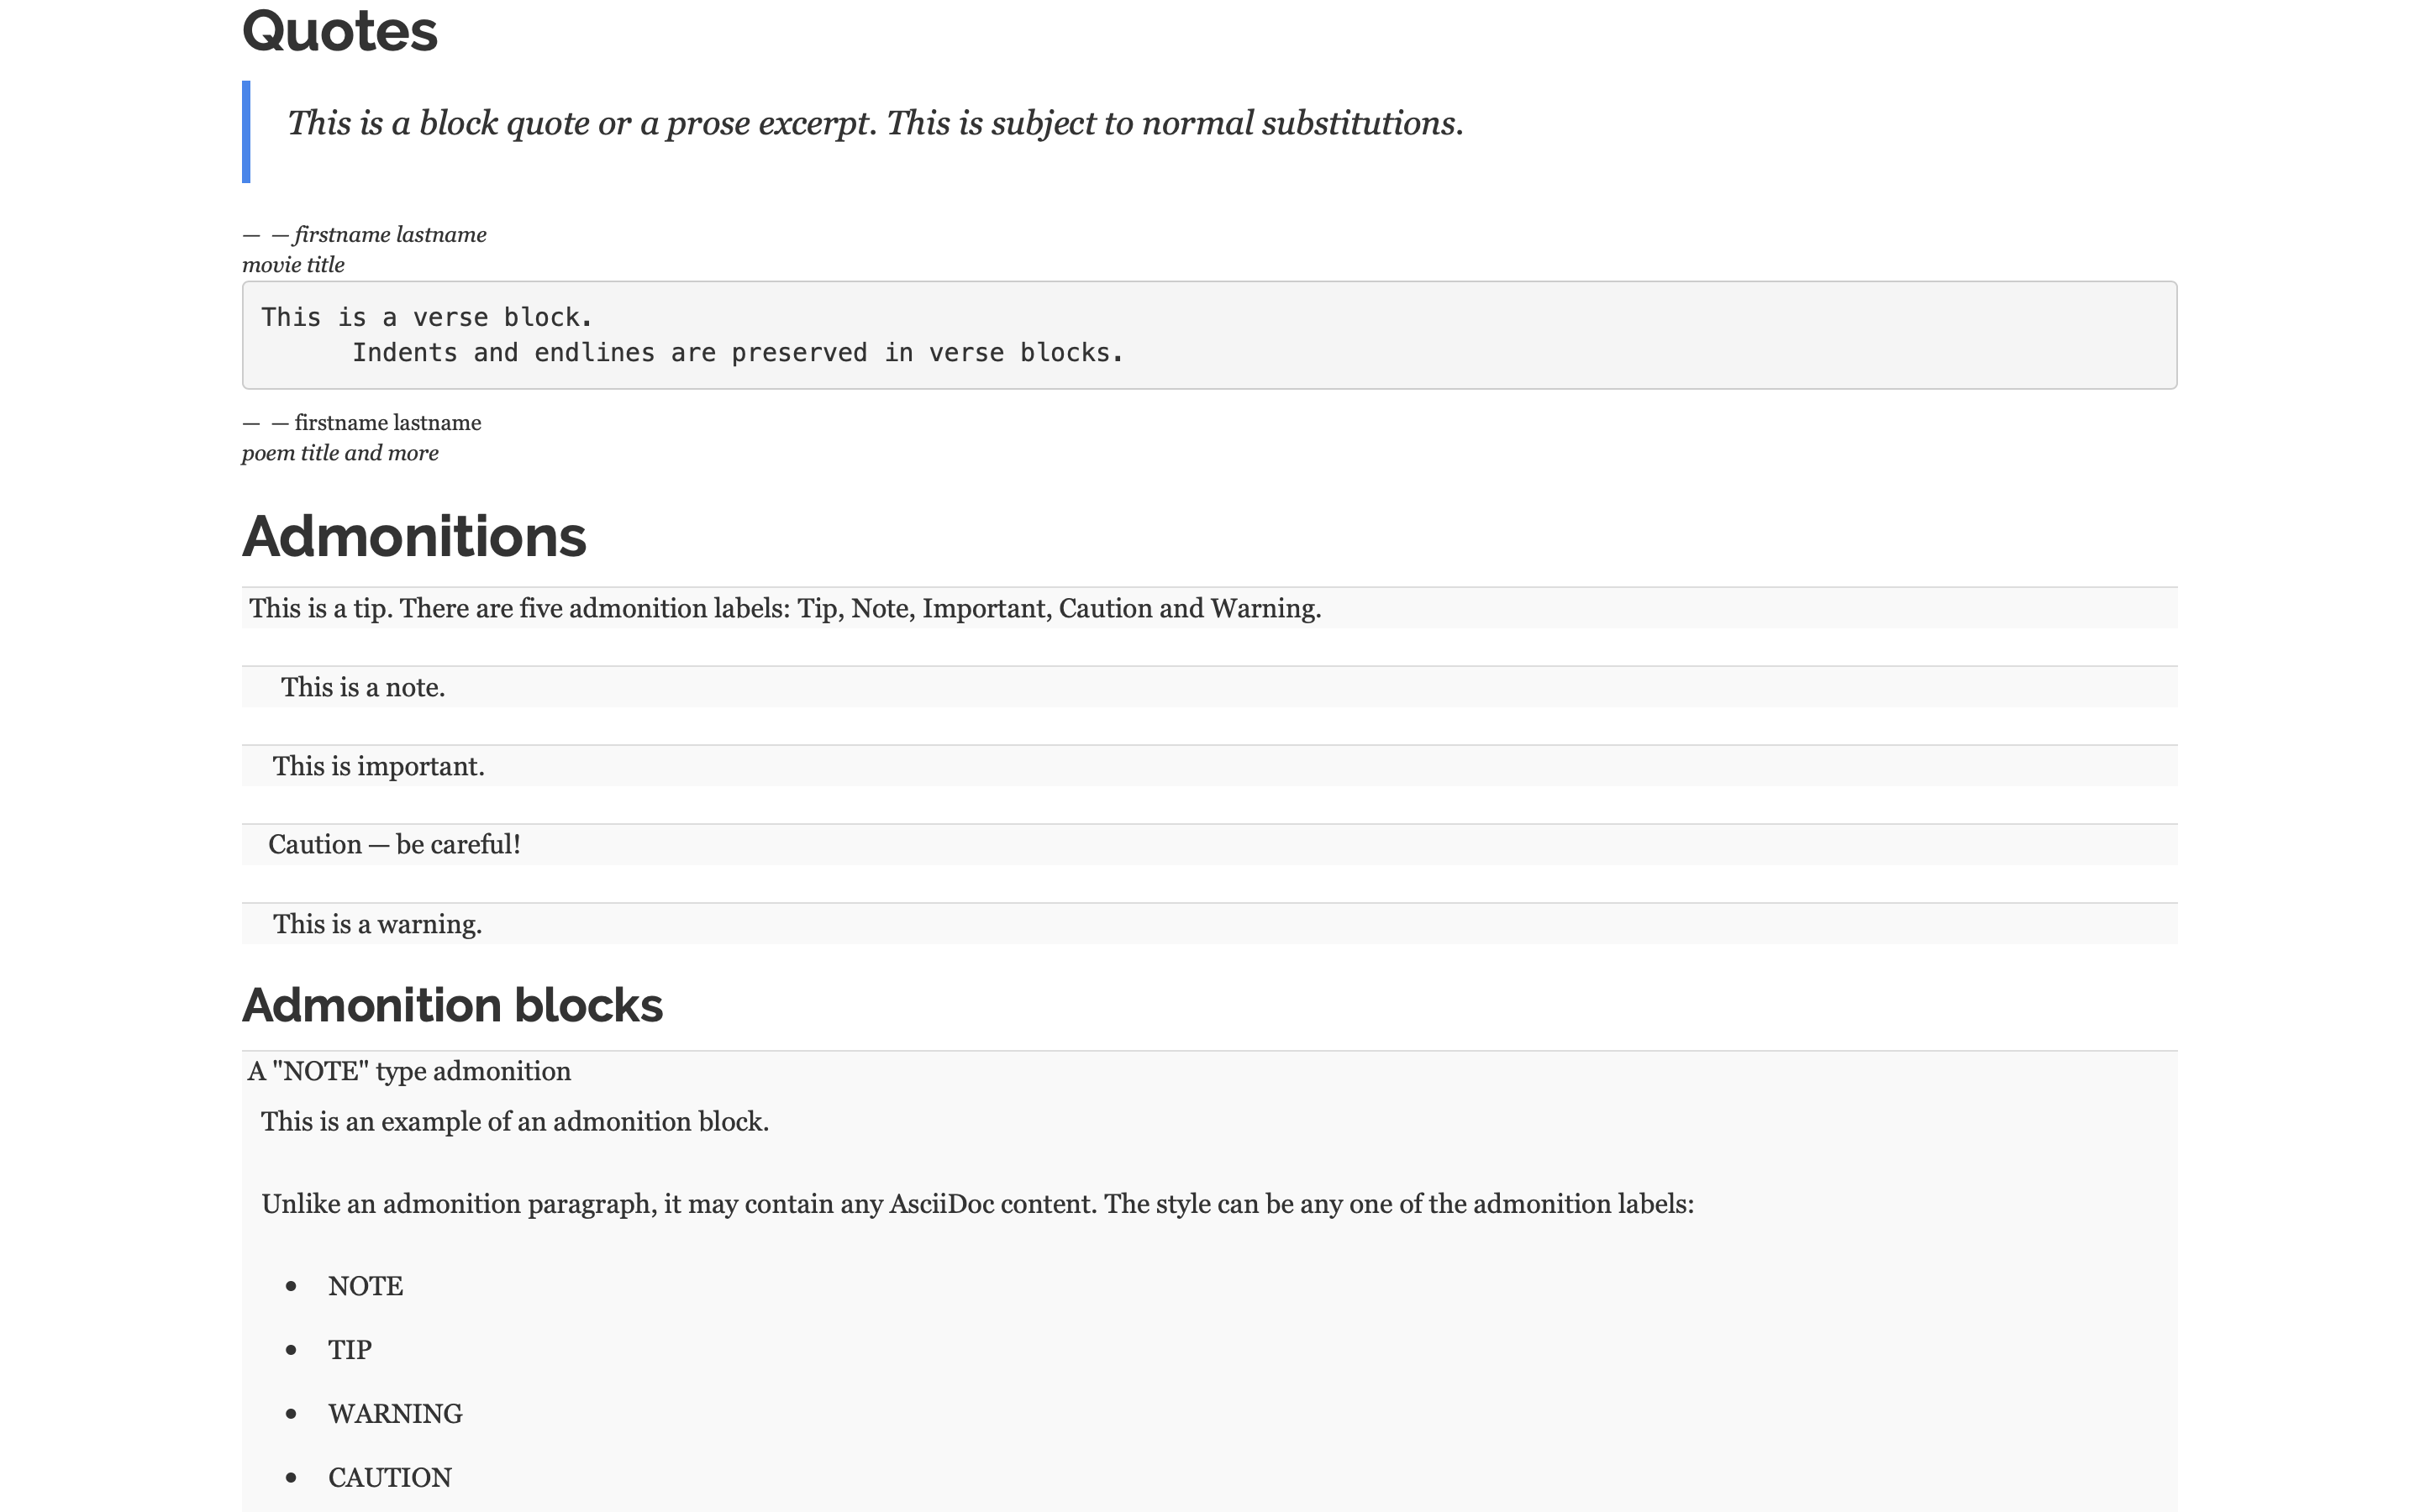 Quotes
This is a block quote or a prose excerpt. This is subject to normal substitutions.
— — firstname lastname
movie title
This is a verse block.
      Indents and endlines are preserved in verse blocks.
— — firstname lastname
poem title and more
Admonitions
This is a tip. There are five admonition labels: Tip, Note, Important, Caution and Warning.
This is a note.
This is important.
Caution — be careful!
This is a warning.
Admonition blocks
A "NOTE" type admonition
This is an example of an admonition block.
Unlike an admonition paragraph, it may contain any AsciiDoc content. The style can be any one of the admonition labels:
• NOTE
• TIP
• WARNING
• CAUTION